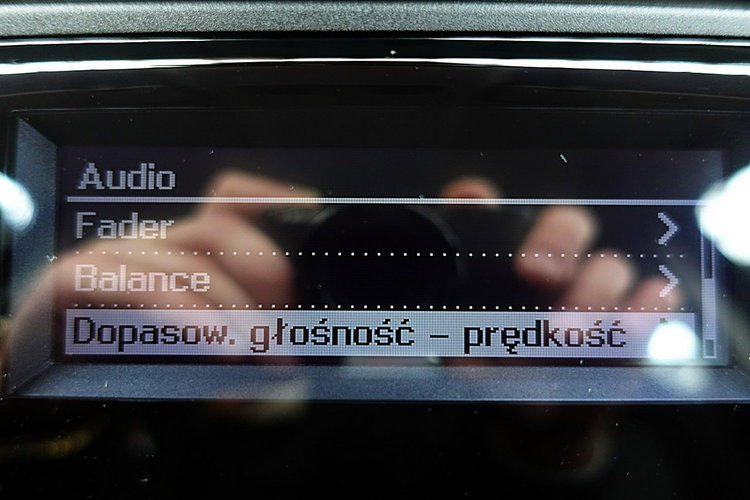 Audio
Fader
Balance
Dopasow. głośność – prędkość